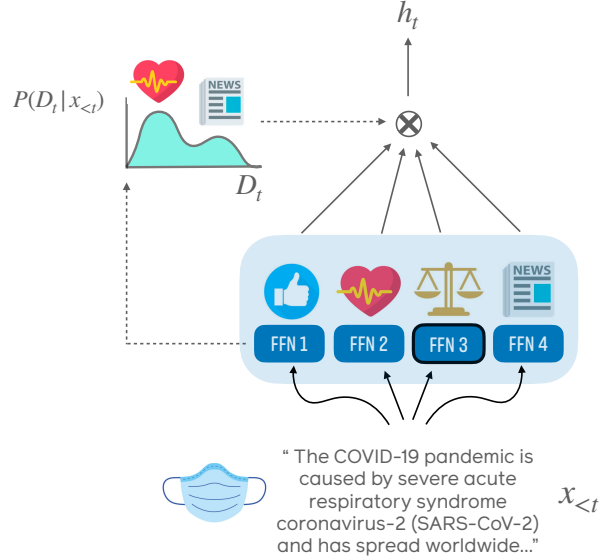 h_t
NEWS
P(D_t | x_{<t})
D_t
NEWS
FFN 1
FFN 2
FFN 3
FFN 4
“ The COVID-19 pandemic is
caused by severe acute
respiratory syndrome
coronavirus-2 (SARS-CoV-2)
and has spread worldwide...”
x_{<t}